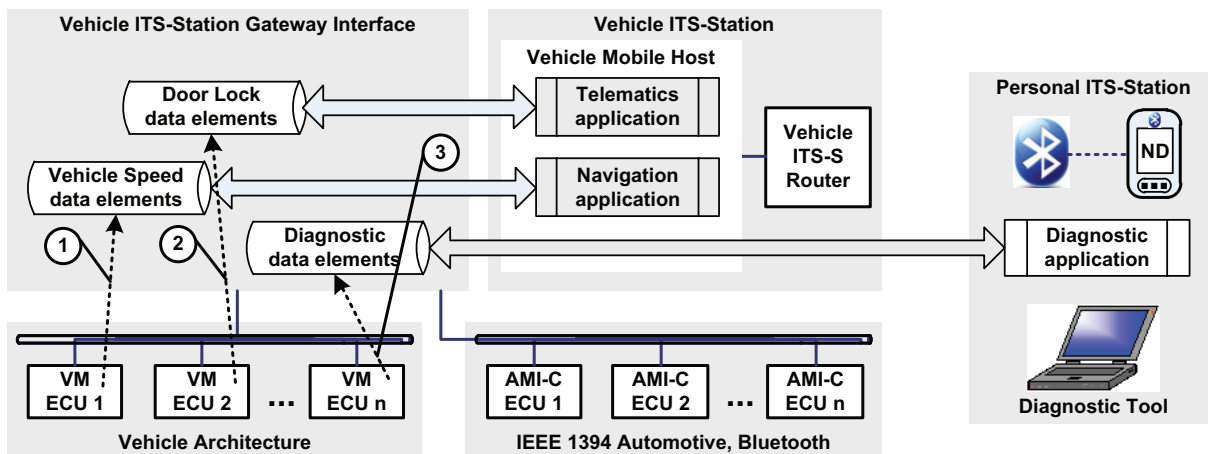 Vehicle ITS-Station Gateway Interface
Door Lock
data elements
Vehicle Speed
data elements
Diagnostic
data elements
1
2
3
Vehicle ITS-Station
Vehicle Mobile Host
Telematics
application
Navigation
application
Vehicle
ITS-S
Router
Personal ITS-Station
ND
Diagnostic
application
Diagnostic Tool
VM
ECU 1
VM
ECU 2
...
VM
ECU n
Vehicle Architecture
AMI-C
ECU 1
AMI-C
ECU 2
...
AMI-C
ECU n
IEEE 1394 Automotive, Bluetooth